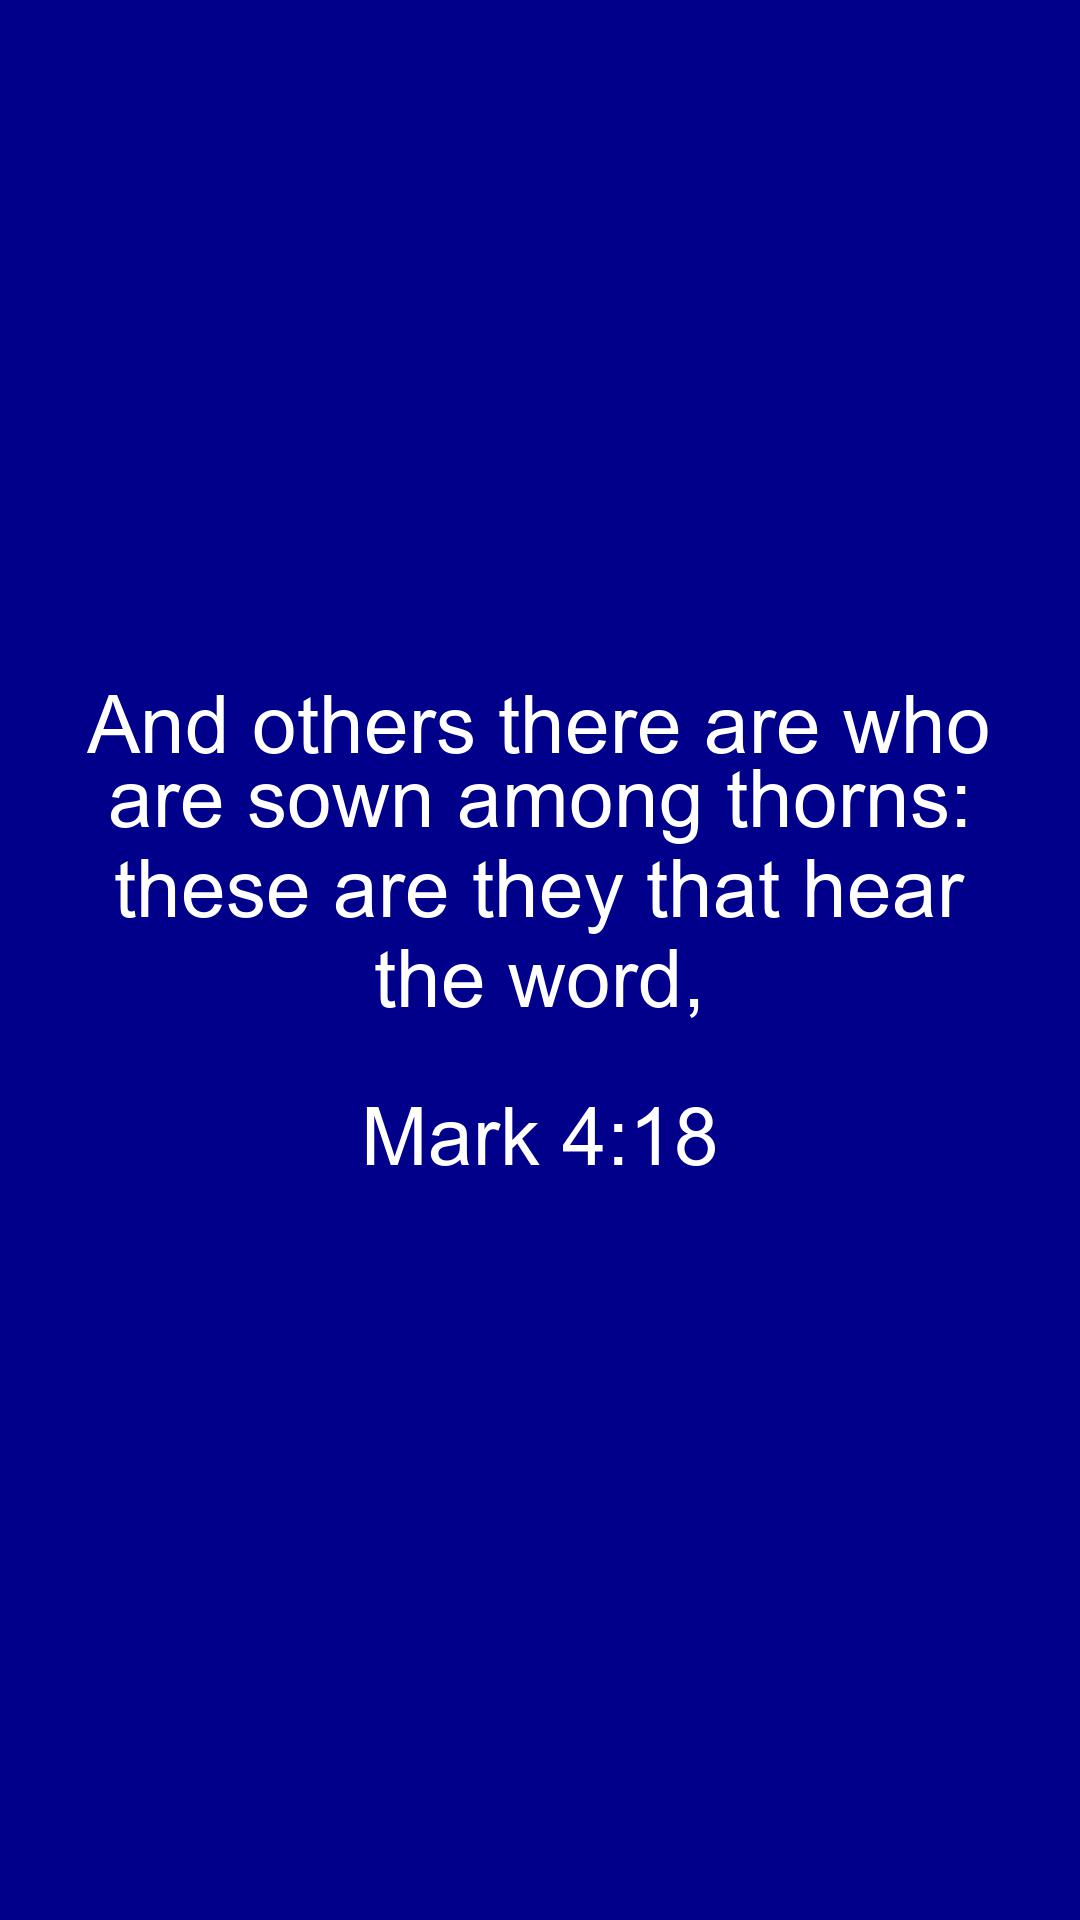 And others there are who
are sown among thorns:
these are they that hear
the word,
Mark 4:18